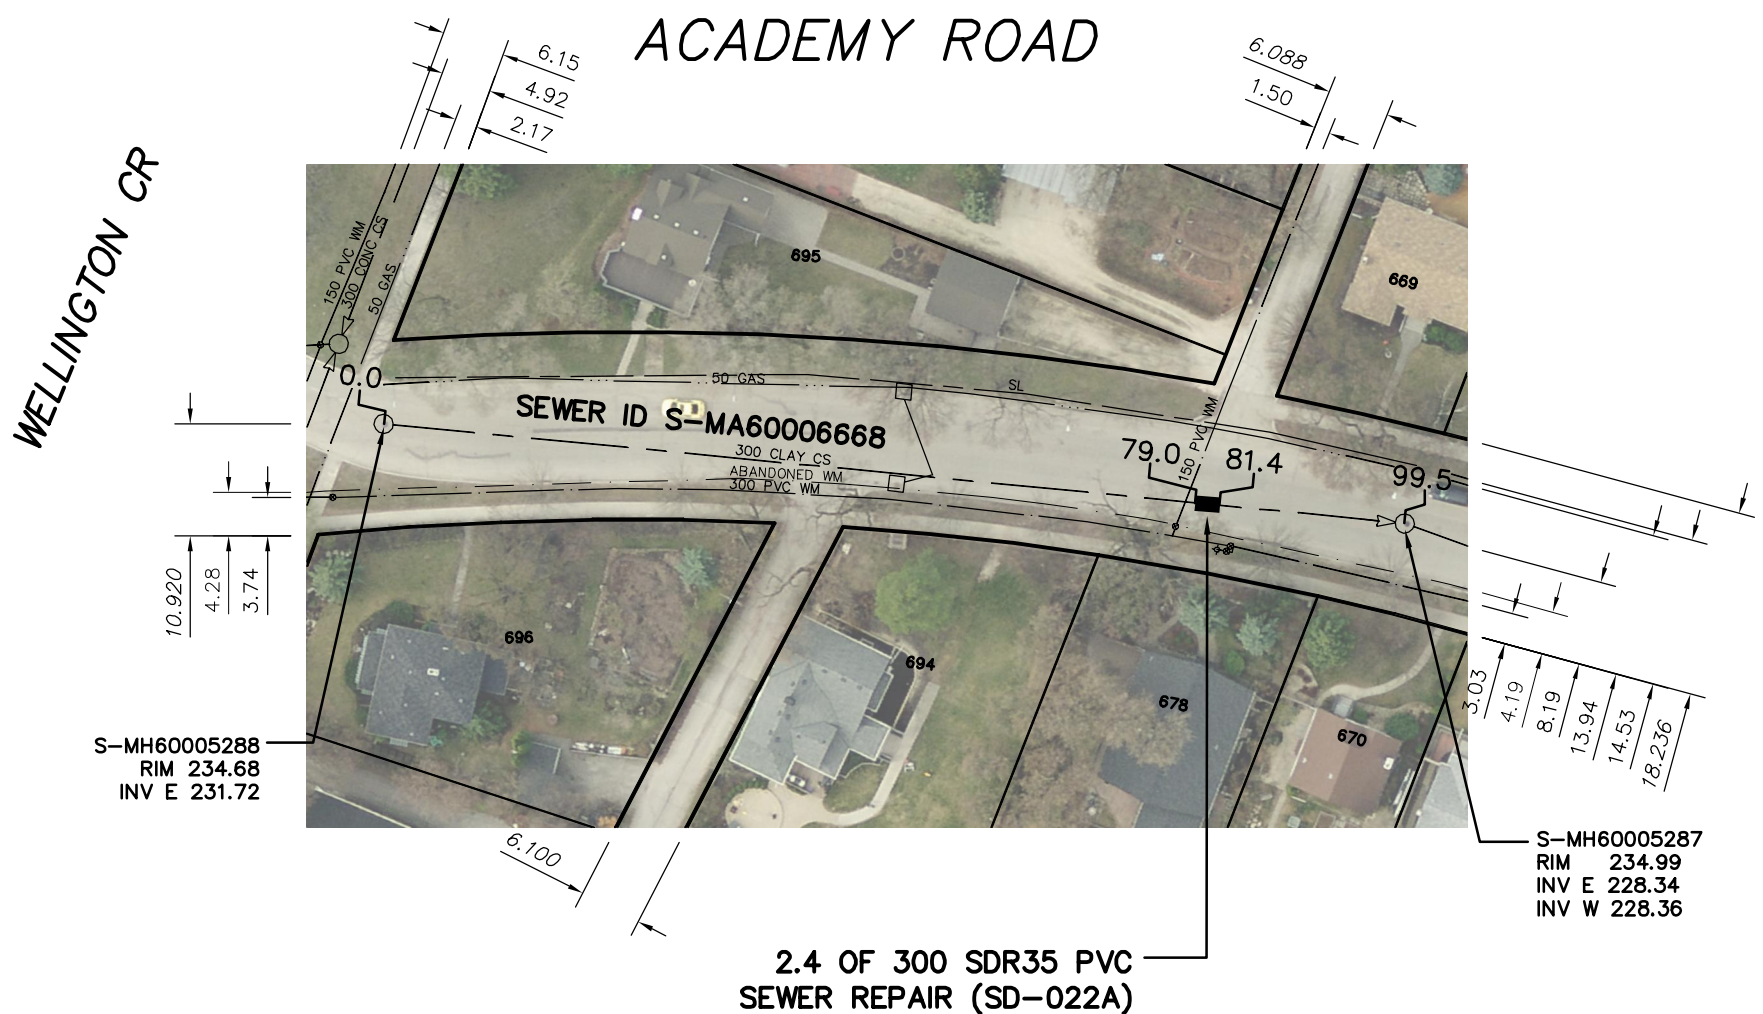 ACADEMY ROAD
6.15
4.92
2.17
6.088
1.50
WELLINGTON CR
150 PVC WM
300 CONC CS
50 GAS
695
669
0.0
50 GAS
SL
SEWER ID S-MA60006668
300 CLAY CS
ABANDONED WM
300 PVC WM
150 PVC WM
79.0
81.4
99.5
10.920
4.28
3.74
696
694
678
670
3.03
4.19
8.19
13.94
14.53
18.236
S-MH60005288
RIM 234.68
INV E 231.72
6.100
S-MH60005287
RIM 234.99
INV E 228.34
INV W 228.36
2.4 OF 300 SDR35 PVC
SEWER REPAIR (SD-022A)